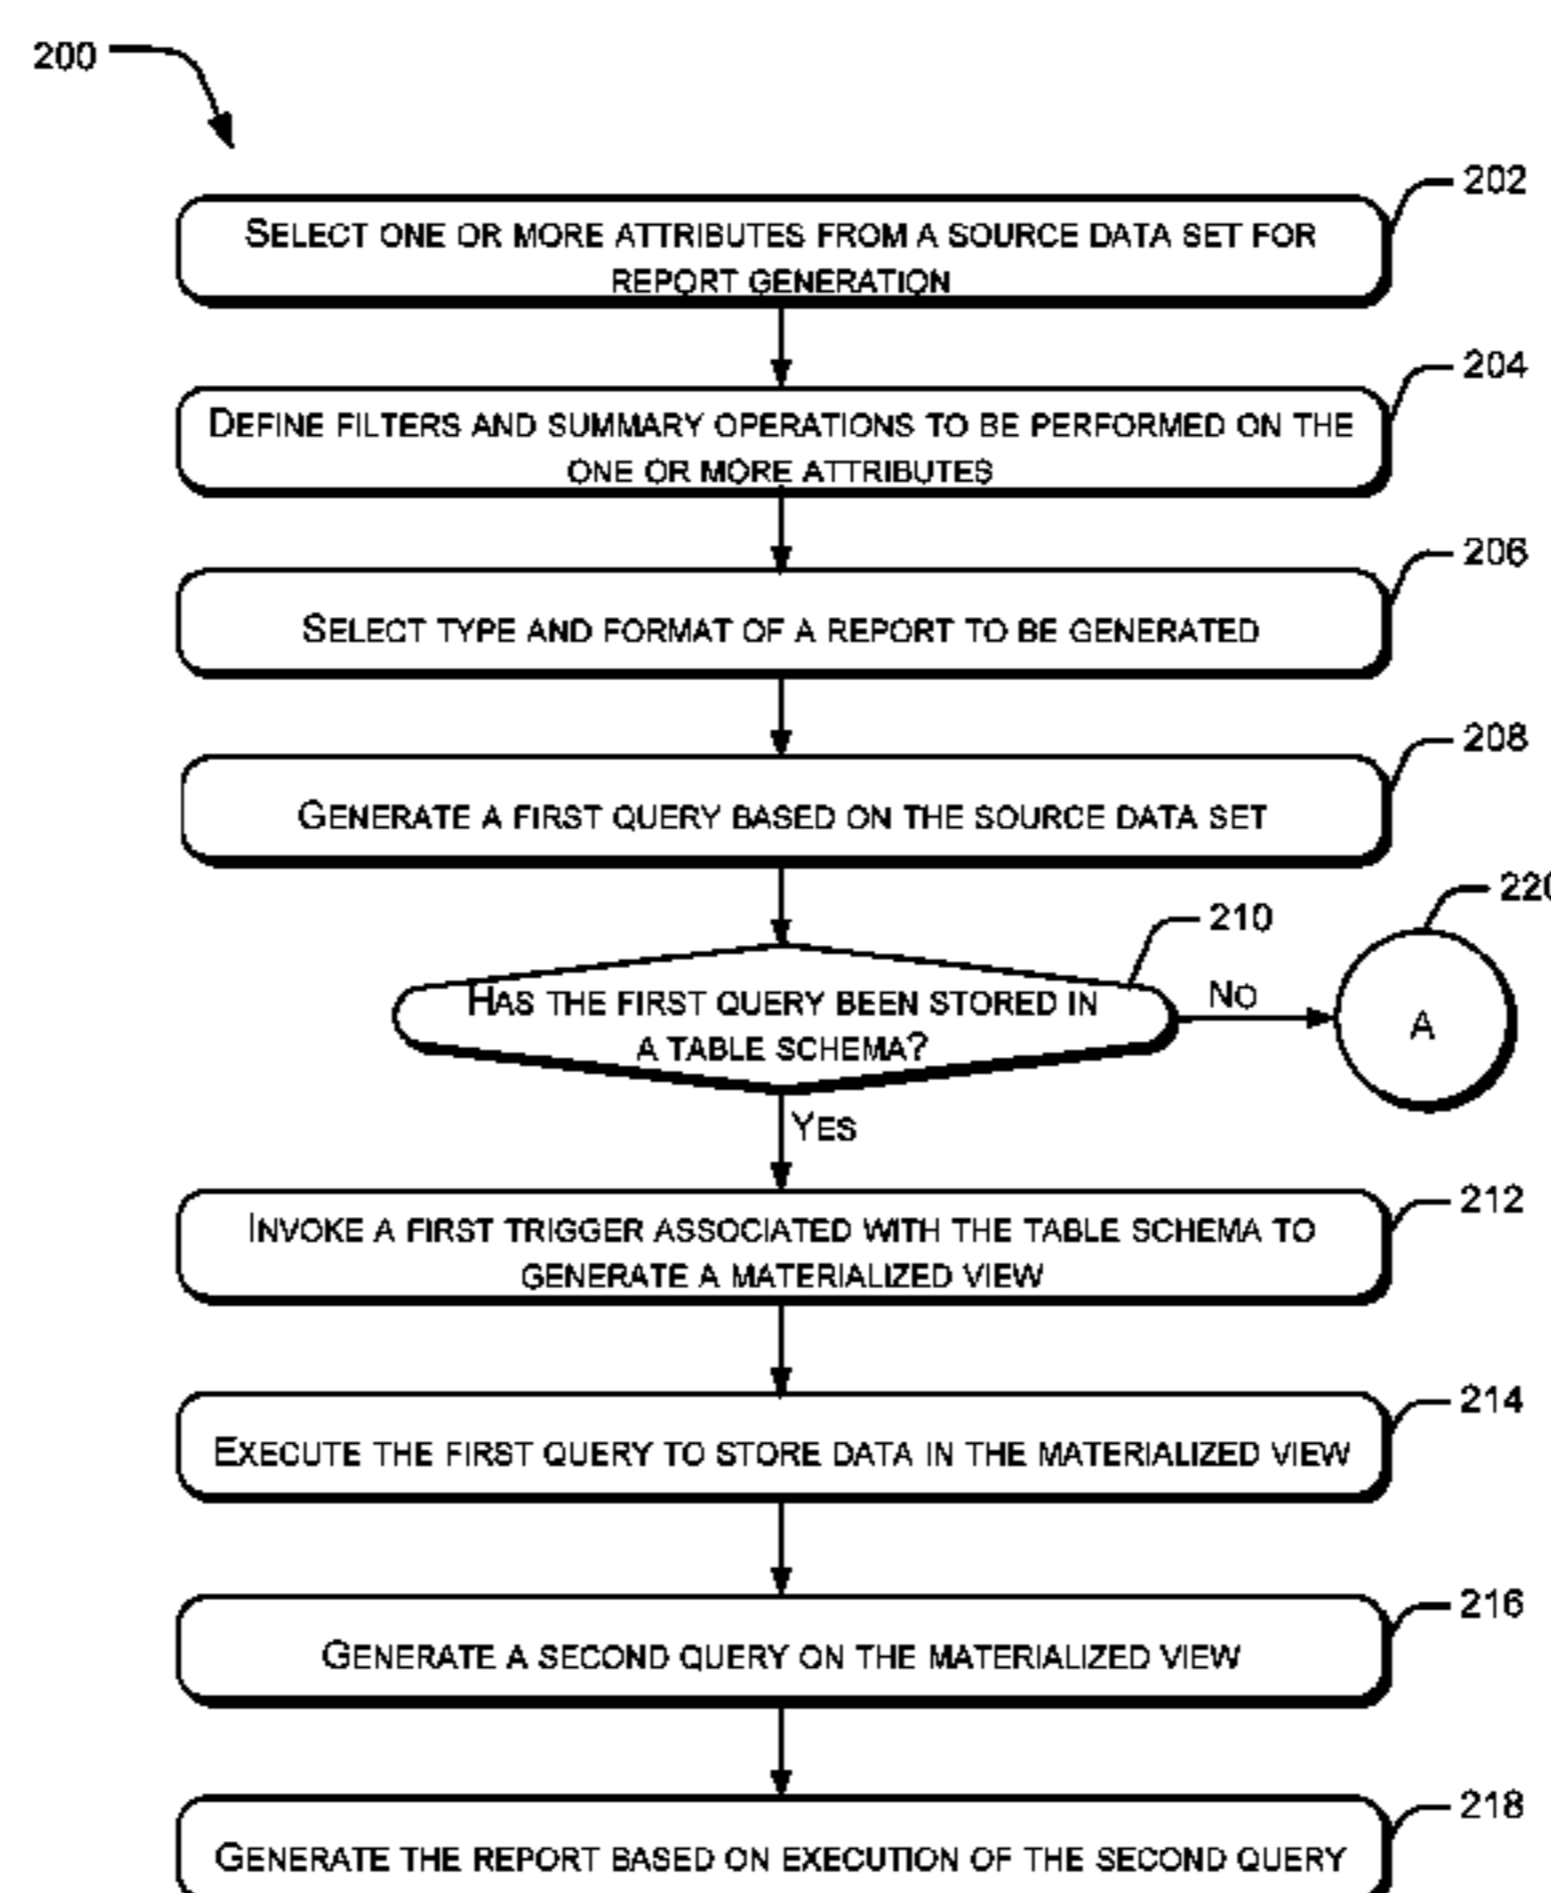 200
202
SELECT ONE OR MORE ATTRIBUTES FROM A SOURCE DATA SET FOR
REPORT GENERATION
204
DEFINE FILTERS AND SUMMARY OPERATIONS TO BE PERFORMED ON THE
ONE OR MORE ATTRIBUTES
206
SELECT TYPE AND FORMAT OF A REPORT TO BE GENERATED
208
GENERATE A FIRST QUERY BASED ON THE SOURCE DATA SET
210
220
HAS THE FIRST QUERY BEEN STORED IN
A TABLE SCHEMA?
NO
A
YES
212
INVOKE A FIRST TRIGGER ASSOCIATED WITH THE TABLE SCHEMA TO
GENERATE A MATERIALIZED VIEW
214
EXECUTE THE FIRST QUERY TO STORE DATA IN THE MATERIALIZED VIEW
216
GENERATE A SECOND QUERY ON THE MATERIALIZED VIEW
218
GENERATE THE REPORT BASED ON EXECUTION OF THE SECOND QUERY